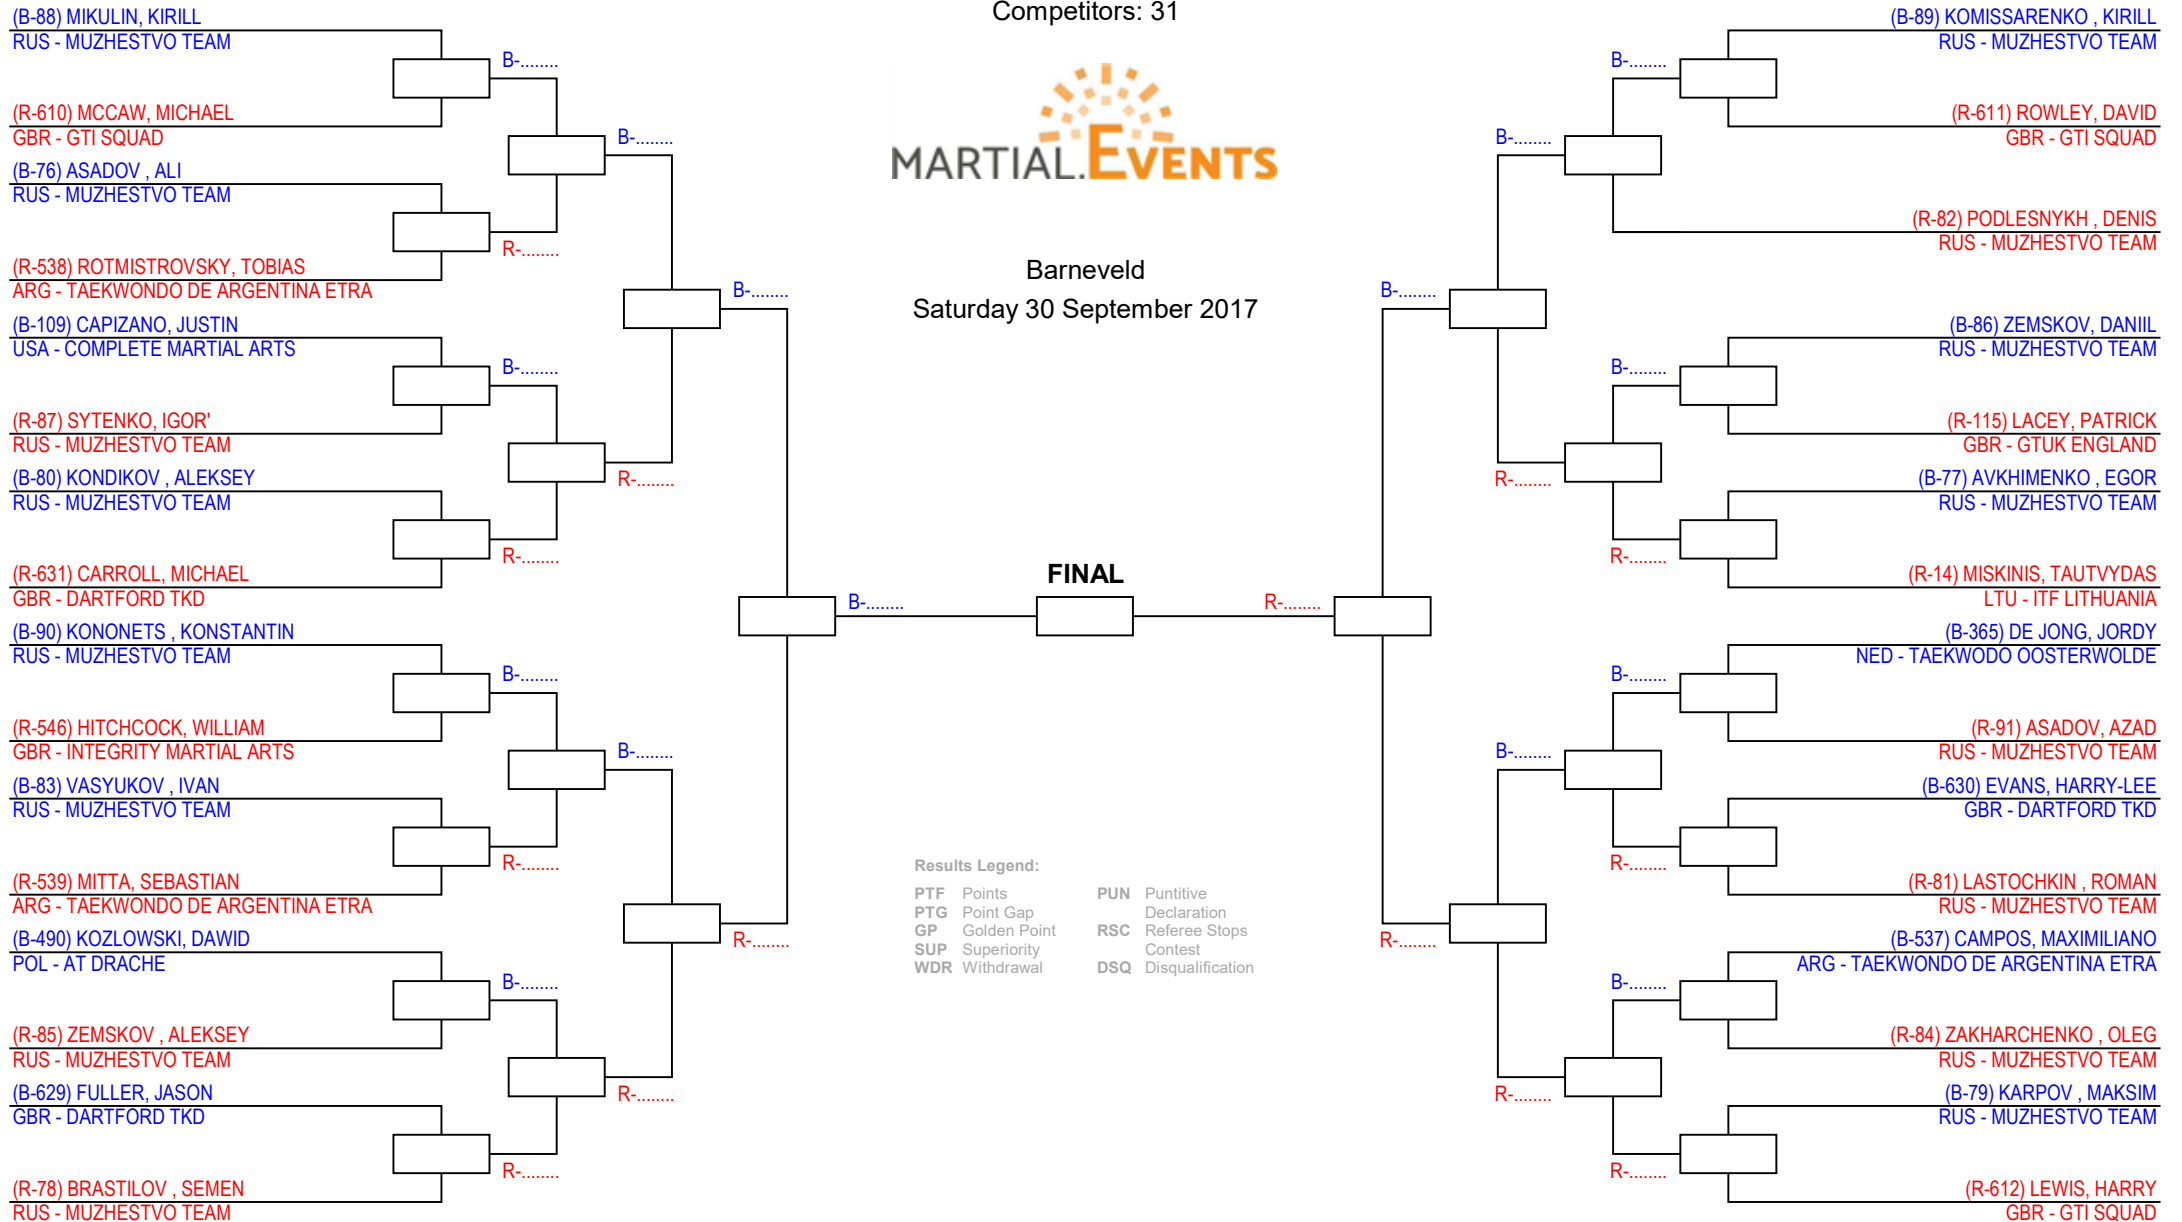 (B-88) MIKULIN, KIRILL
RUS - MUZHESTVO TEAM
(R-610) MCCAW, MICHAEL
GBR - GTI SQUAD
(B-76) ASADOV , ALI
RUS - MUZHESTVO TEAM
(R-538) ROTMISTROVSKY, TOBIAS
ARG - TAEKWONDO DE ARGENTINA ETRA
(B-109) CAPIZANO, JUSTIN
USA - COMPLETE MARTIAL ARTS
(R-87) SYTENKO, IGOR'
RUS - MUZHESTVO TEAM
(B-80) KONDIKOV , ALEKSEY
RUS - MUZHESTVO TEAM
(R-631) CARROLL, MICHAEL
GBR - DARTFORD TKD
(B-90) KONONETS , KONSTANTIN
RUS - MUZHESTVO TEAM
(R-546) HITCHCOCK, WILLIAM
GBR - INTEGRITY MARTIAL ARTS
(B-83) VASYUKOV , IVAN
RUS - MUZHESTVO TEAM
(R-539) MITTA, SEBASTIAN
ARG - TAEKWONDO DE ARGENTINA ETRA
(B-490) KOZLOWSKI, DAWID
POL - AT DRACHE
(R-85) ZEMSKOV , ALEKSEY
RUS - MUZHESTVO TEAM
(B-629) FULLER, JASON
GBR - DARTFORD TKD
(R-78) BRASTILOV , SEMEN
RUS - MUZHESTVO TEAM
B-........
R-........
B-........
R-........
B-........
R-........
B-........
R-........
B-........
R-........
B-........
R-........
B-........
R-........
B-........
Competitors: 31
MARTIAL.EVENTS
Barneveld
Saturday 30 September 2017
FINAL
Results Legend:
PTF Points
PTG Point Gap
GP Golden Point
SUP Superiority
WDR Withdrawal
PUN Puntitive
Declaration
RSC Referee Stops
Contest
DSQ Disqualification
R-........
B-........
R-........
B-........
R-........
B-........
R-........
B-........
B-........
R-........
B-........
R-........
B-........
R-........
(B-89) KOMISSARENKO , KIRILL
RUS - MUZHESTVO TEAM
(R-611) ROWLEY, DAVID
GBR - GTI SQUAD
(R-82) PODLESNYKH , DENIS
RUS - MUZHESTVO TEAM
(B-86) ZEMSKOV, DANIIL
RUS - MUZHESTVO TEAM
(R-115) LACEY, PATRICK
GBR - GTUK ENGLAND
(B-77) AVKHIMENKO , EGOR
RUS - MUZHESTVO TEAM
(R-14) MISKINIS, TAUTVYDAS
LTU - ITF LITHUANIA
(B-365) DE JONG, JORDY
NED - TAEKWODO OOSTERWOLDE
(R-91) ASADOV, AZAD
RUS - MUZHESTVO TEAM
(B-630) EVANS, HARRY-LEE
GBR - DARTFORD TKD
(R-81) LASTOCHKIN , ROMAN
RUS - MUZHESTVO TEAM
(B-537) CAMPOS, MAXIMILIANO
ARG - TAEKWONDO DE ARGENTINA ETRA
(R-84) ZAKHARCHENKO , OLEG
RUS - MUZHESTVO TEAM
(B-79) KARPOV , MAKSIM
RUS - MUZHESTVO TEAM
(R-612) LEWIS, HARRY
GBR - GTI SQUAD